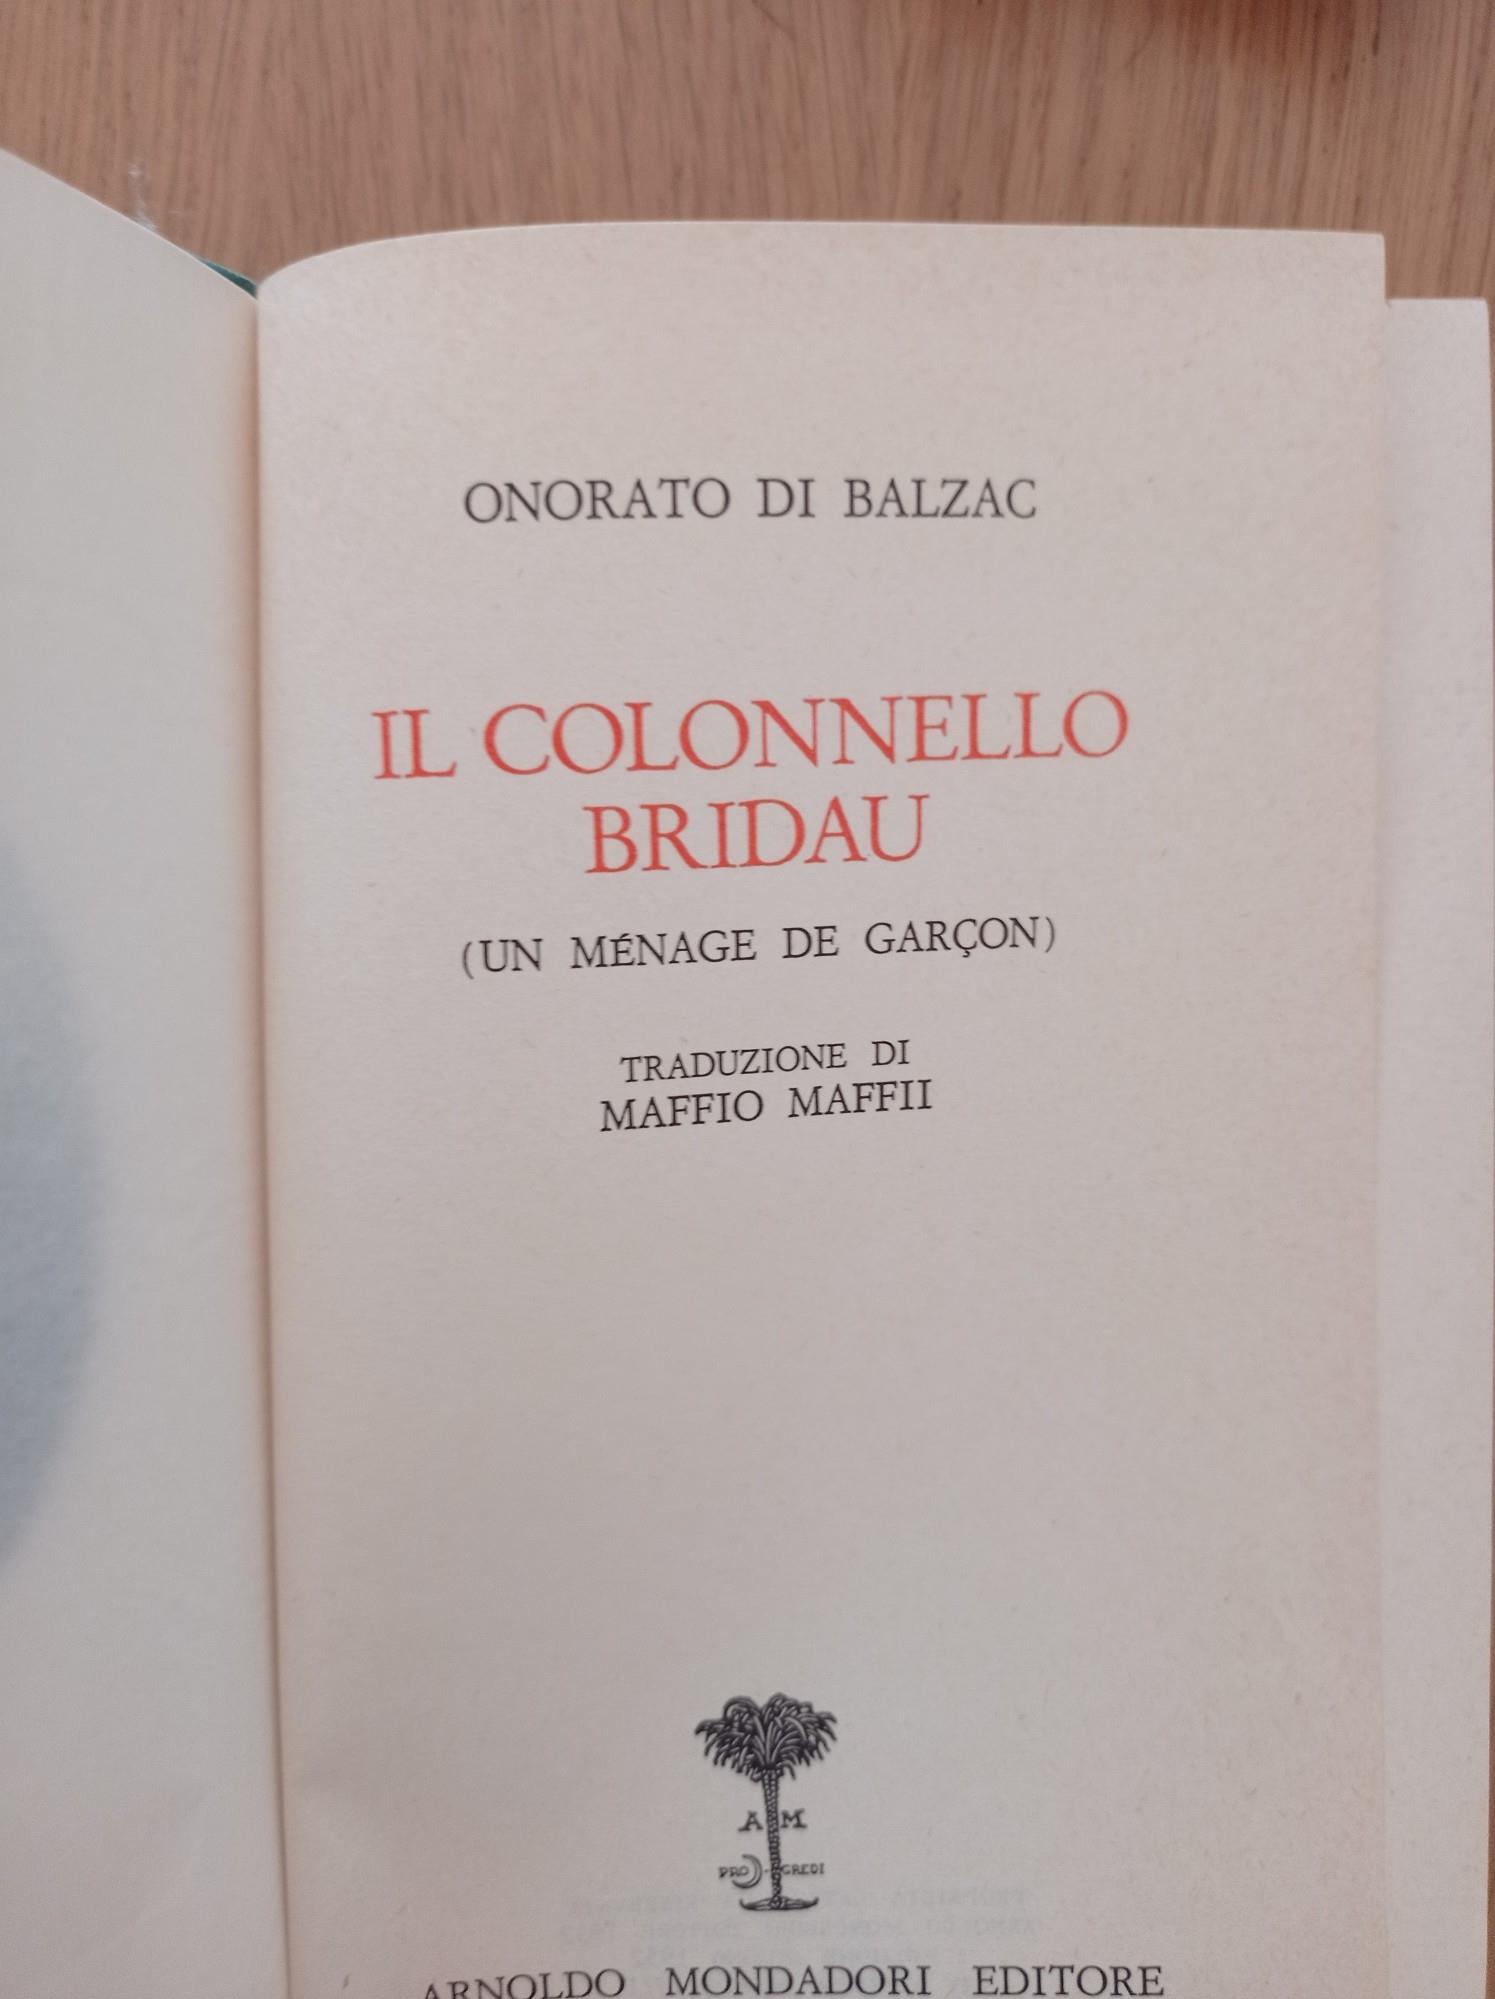 ONORATO DI BALZAC
IL COLONNELLO
BRIDAU
(UN MÉNAGE DE GARÇON)
TRADUZIONE DI
MAFFIO MAFFII
A M
PRO GREDI
ARNOLDO MONDADORI EDITORE